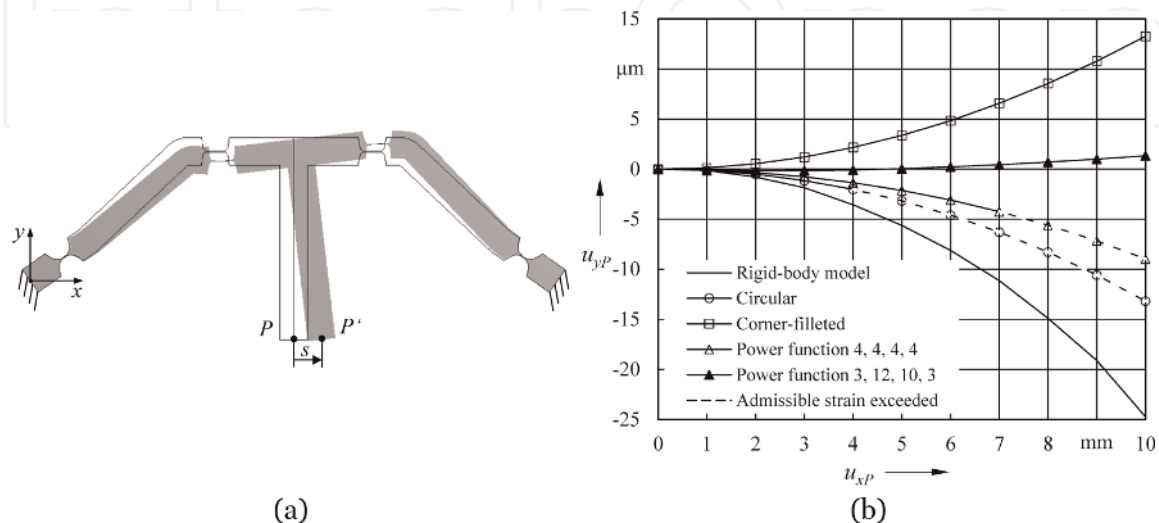 y
x
P
P'
s
(a)
15
μm
5
0
-5
-10
-15
-20
-25
u_yP
Rigid-body model
Circular
Corner-filleted
Power function 4, 4, 4, 4
Power function 3, 12, 10, 3
Admissible strain exceeded
0 1 2 3 4 5 6 7 8 mm 10
u_xP
(b)